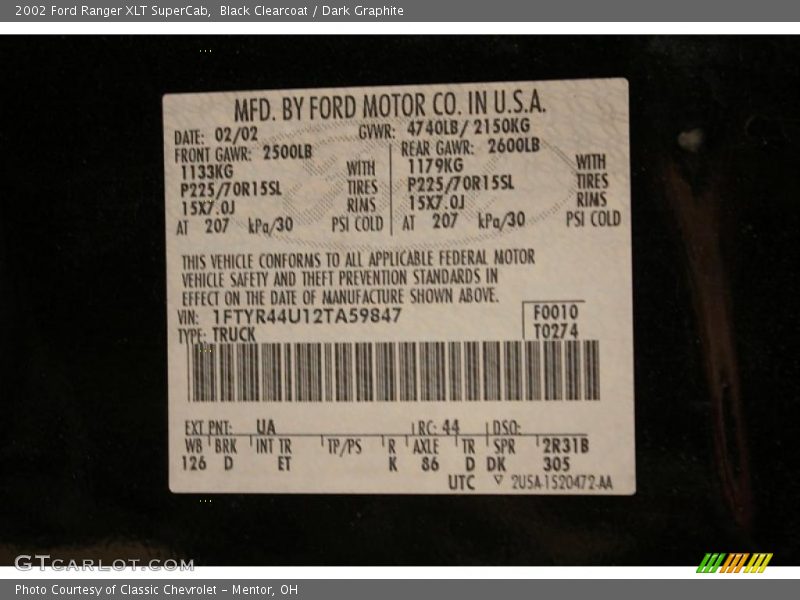 2002 Ford Ranger XLT SuperCab,  Black Clearcoat / Dark Graphite
MFD. BY FORD MOTOR CO. IN U.S.A.
DATE: 02/02 GVWR: 4740LB/ 2150KG
FRONT GAWR: 2500LB REAR GAWR: 2600LB
1133KG WITH 1179KG WITH
P225/70R15SL TIRES P225/70R15SL TIRES
15X7.0J RIMS 15X7.0J RIMS
AT 207 kPa/30 PSI COLD AT 207 kPa/30 PSI COLD
THIS VEHICLE CONFORMS TO ALL APPLICABLE FEDERAL MOTOR
VEHICLE SAFETY AND THEFT PREVENTION STANDARDS IN
EFFECT ON THE DATE OF MANUFACTURE SHOWN ABOVE.
VIN: 1FTYR44U12TA59847 F0010
TYPE: TRUCK T0274
EXT PNT: UA RC: 44 DSO:
WB BRK INT TR TP/PS R AXLE TR SPR 2R31B
126 D ET K 86 D DK 305
UTC ▽ 2U5A-1520472-AA
GTCARLOT.COM
Photo Courtesy of Classic Chevrolet - Mentor, OH